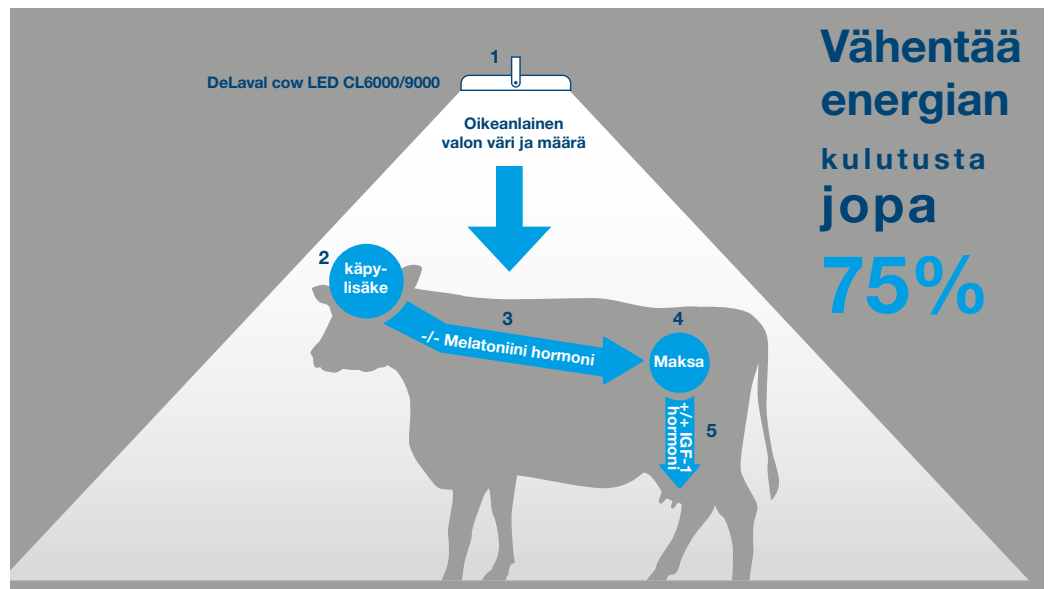 1
DeLaval cow LED CL6000/9000
Oikeanlainen
valon väri ja määrä
2
käpy-
lisäke
3
-/- Melatoniini hormoni
4
Maksa
+/+ IGF-1
hormoni
5
Vähentää
energian
kulutusta
jopa
75%